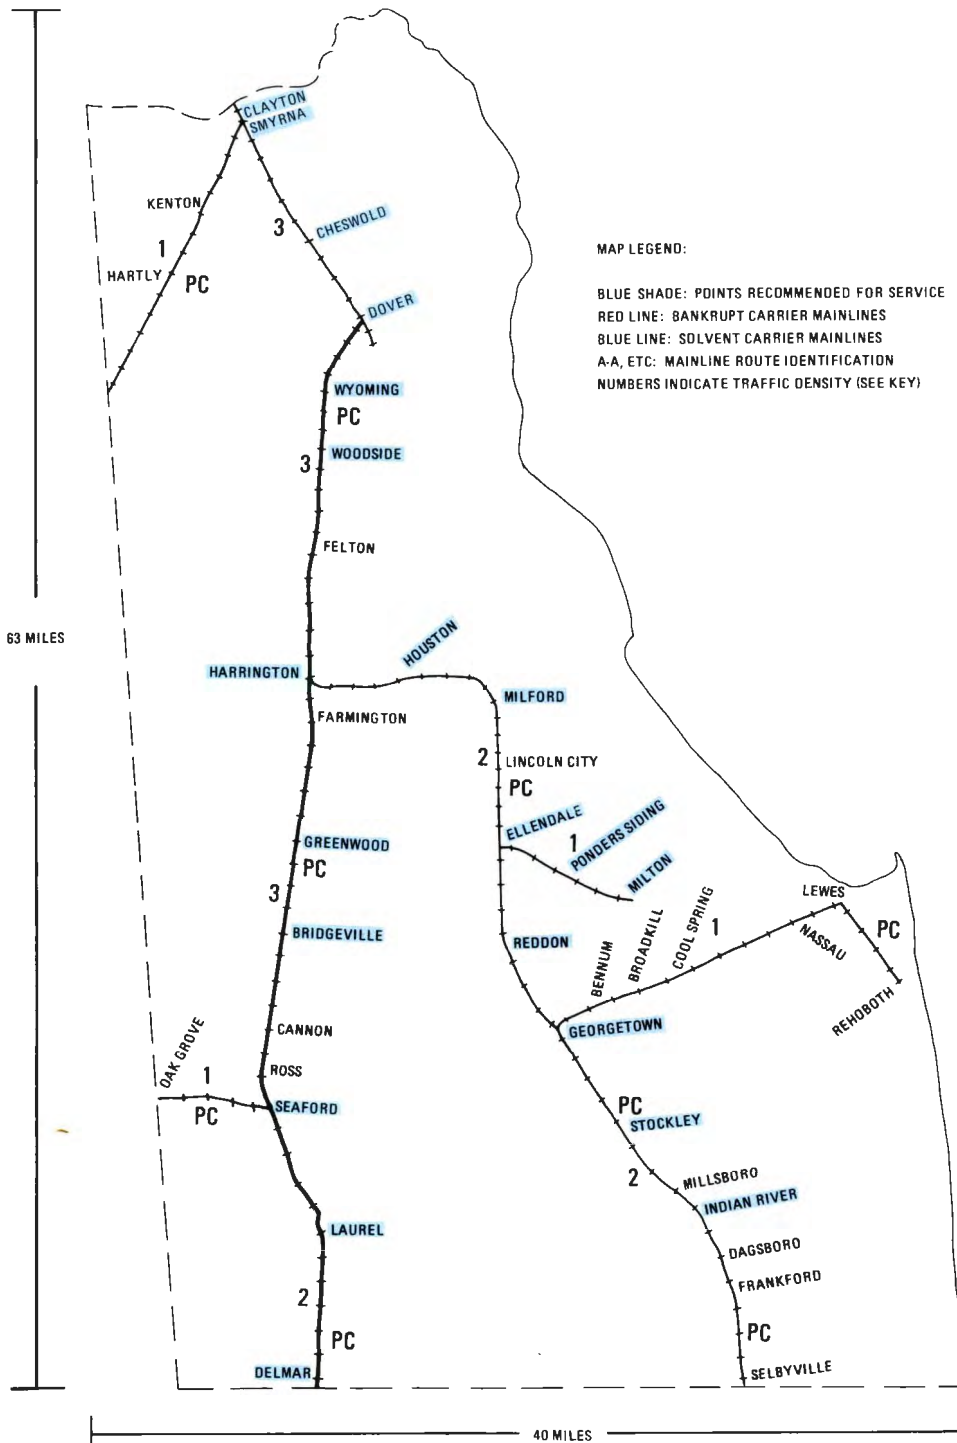 CLAYTON
SMYRNA
KENTON
3
CHESWOLD
1
HARTLY
PC
MAP LEGEND:
BLUE SHADE: POINTS RECOMMENDED FOR SERVICE
RED LINE: BANKRUPT CARRIER MAINLINES
BLUE LINE: SOLVENT CARRIER MAINLINES
A-A, ETC: MAINLINE ROUTE IDENTIFICATION
NUMBERS INDICATE TRAFFIC DENSITY (SEE KEY)
DOVER
WYOMING
PC
WOODSIDE
3
FELTON
63 MILES
HOUSTON
HARRINGTON
MILFORD
FARMINGTON
2
LINCOLN CITY
PC
ELLENDALE
1
PONDERS SIDING
MILTON
GREENWOOD
PC
3
LEWES
BRIDGEVILLE
REDDON
BENNUM
BROADKILL
COOL SPRING
1
NASSAU
PC
REHOBOTH
CANNON
GEORGETOWN
OAK GROVE
ROSS
1
PC
SEAFORD
PC
STOCKLEY
2
MILLSBORO
INDIAN RIVER
LAUREL
DAGSBORO
FRANKFORD
2
PC
PC
DELMAR
SELBYVILLE
40 MILES